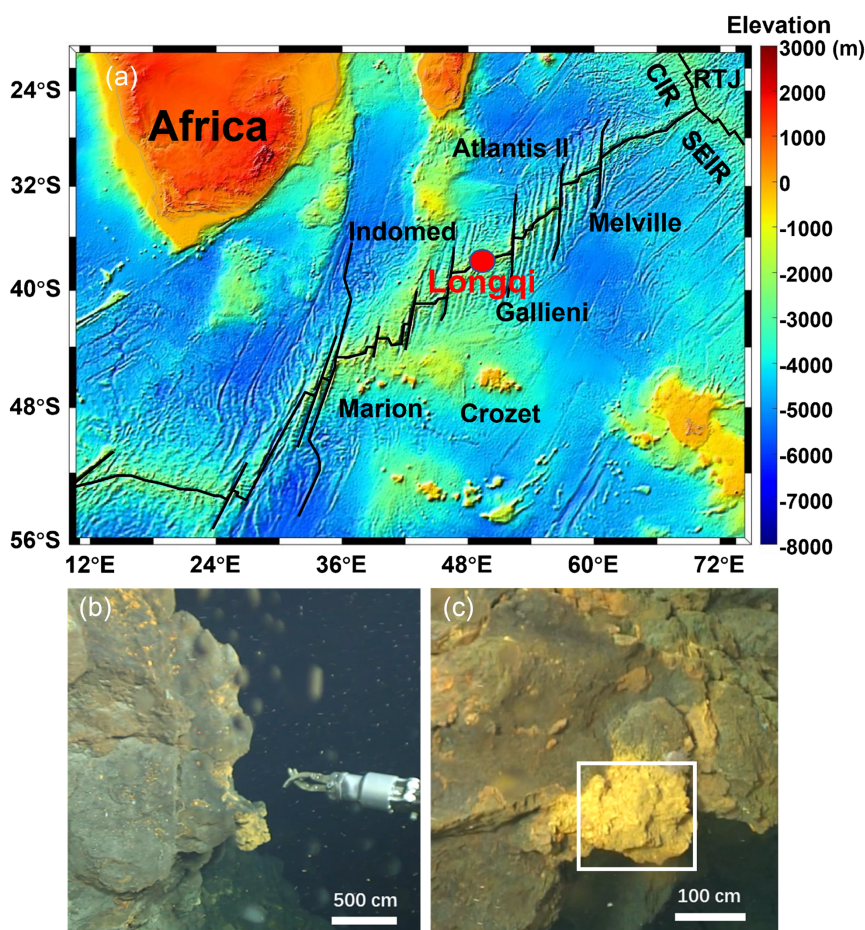 Elevation
(a)
3000 (m)
2000
1000
0
-1000
-2000
-3000
-4000
-5000
-6000
-7000
-8000
24°S
32°S
40°S
48°S
56°S
Africa
CIR
RTJ
SEIR
Atlantis II
Melville
Indomed
Longqi
Gallieni
Marion
Crozet
12°E
24°E
36°E
48°E
60°E
72°E
(b)
500 cm
(c)
100 cm